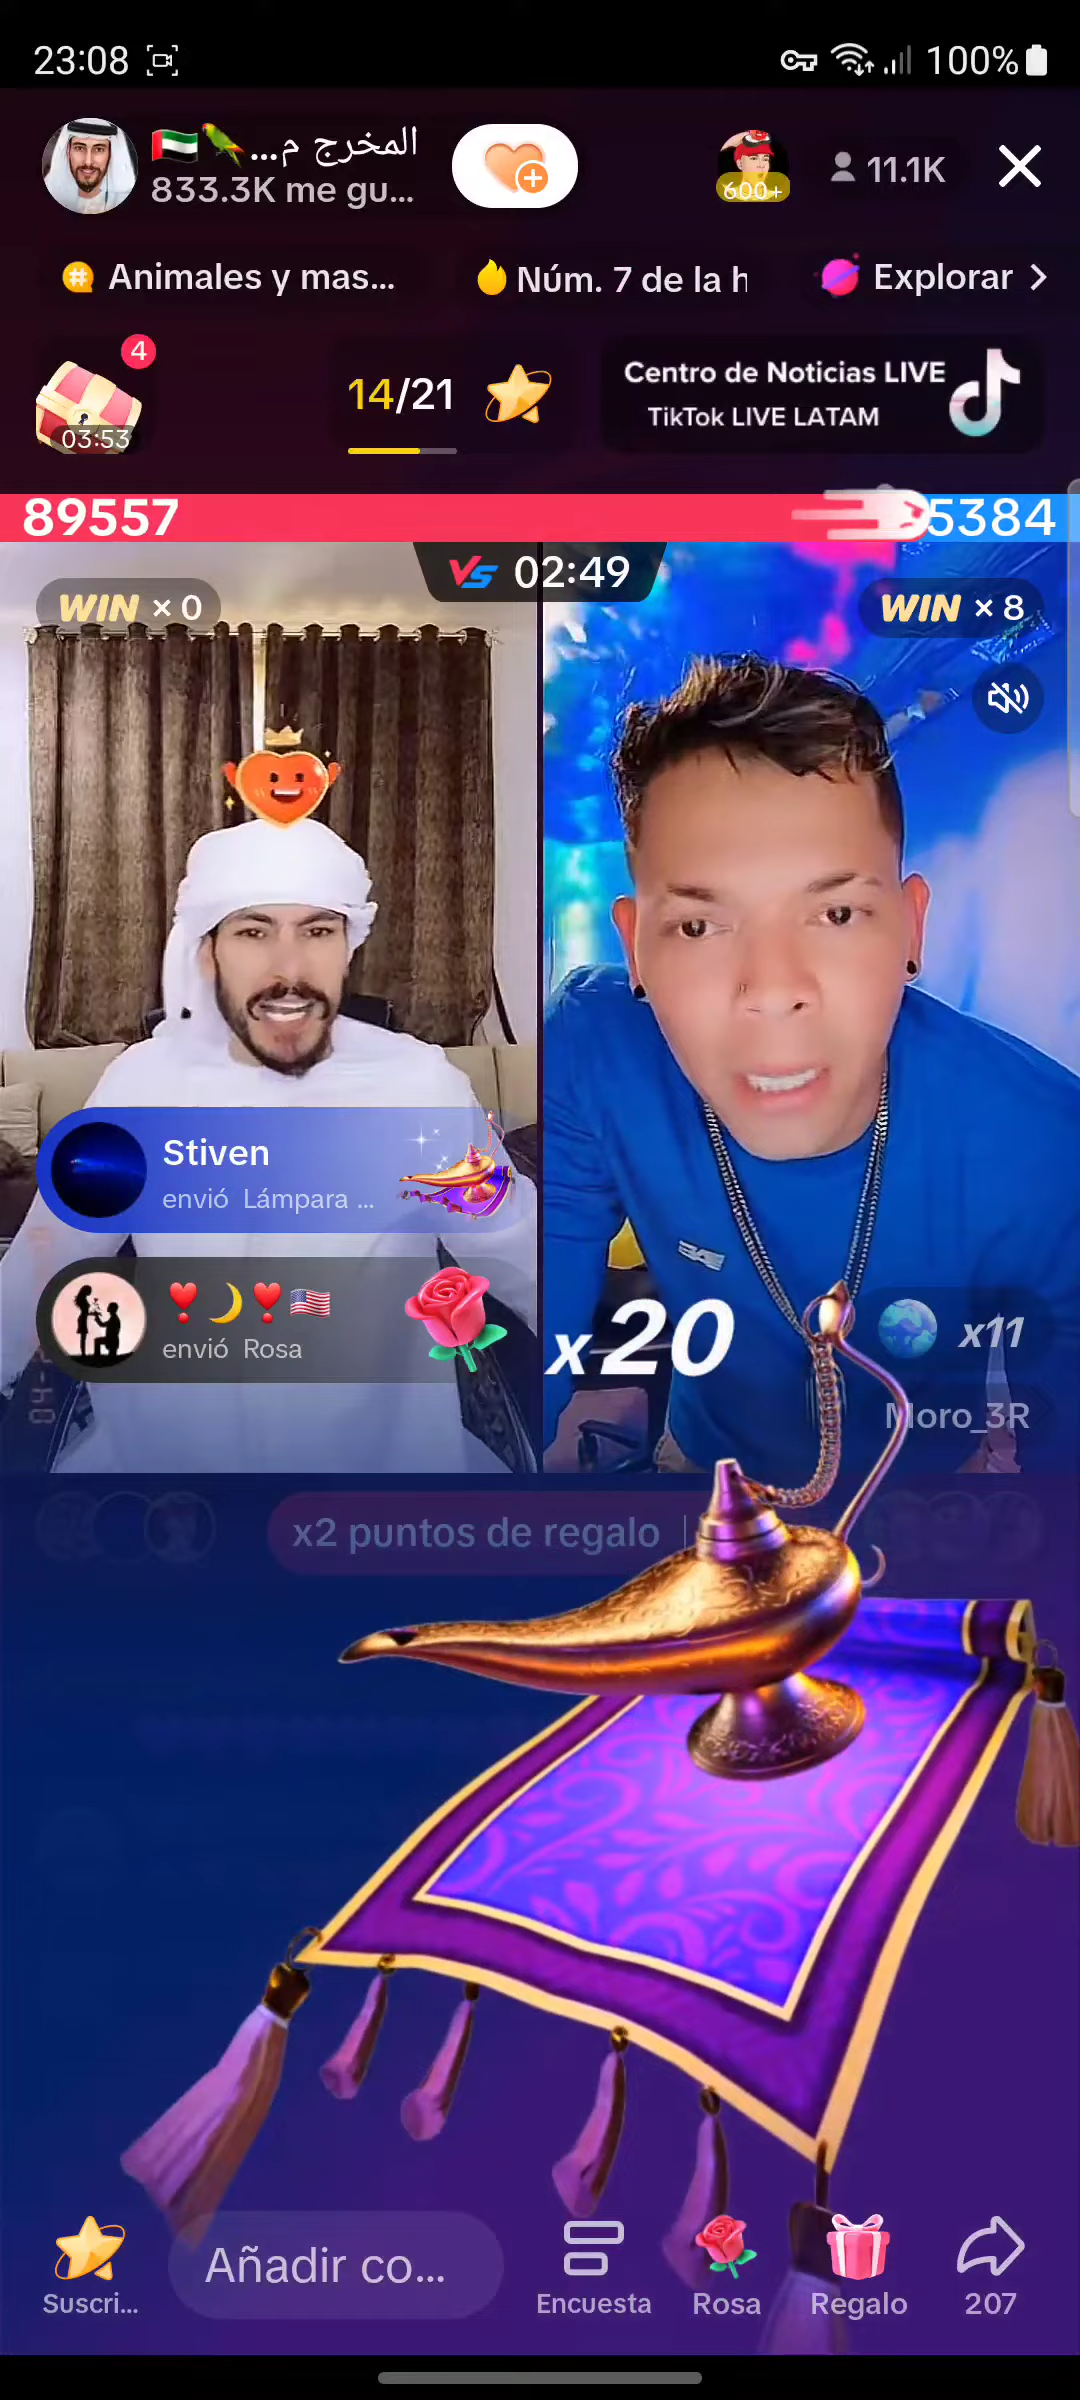 23:08
100%
المخرج م...
833.3K me gu...
600+
11.1K
Animales y mas...
Núm. 7 de la h
Explorar
4
03:53
14/21
Centro de Noticias LIVE
TikTok LIVE LATAM
89557
5384
VS 02:49
WIN × 0
WIN × 8
Stiven
envió Lámpara ...
envió Rosa
x20
x11
Moro_3R
x2 puntos de regalo
Suscri...
Añadir co...
Encuesta
Rosa
Regalo
207